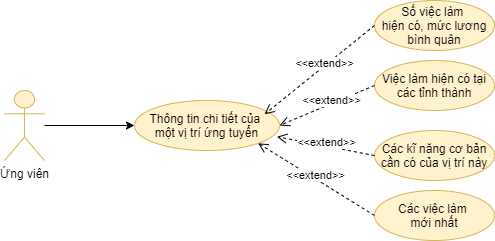 Số việc làm
hiện có, mức lương
bình quân
<<extend>>
Việc làm hiện có tại
các tỉnh thành
<<extend>>
Thông tin chi tiết của
một vị trí ứng tuyển
<<extend>>
Các kĩ năng cơ bản
cần có của vị trí này
Ứng viên
<<extend>>
Các việc làm
mới nhất